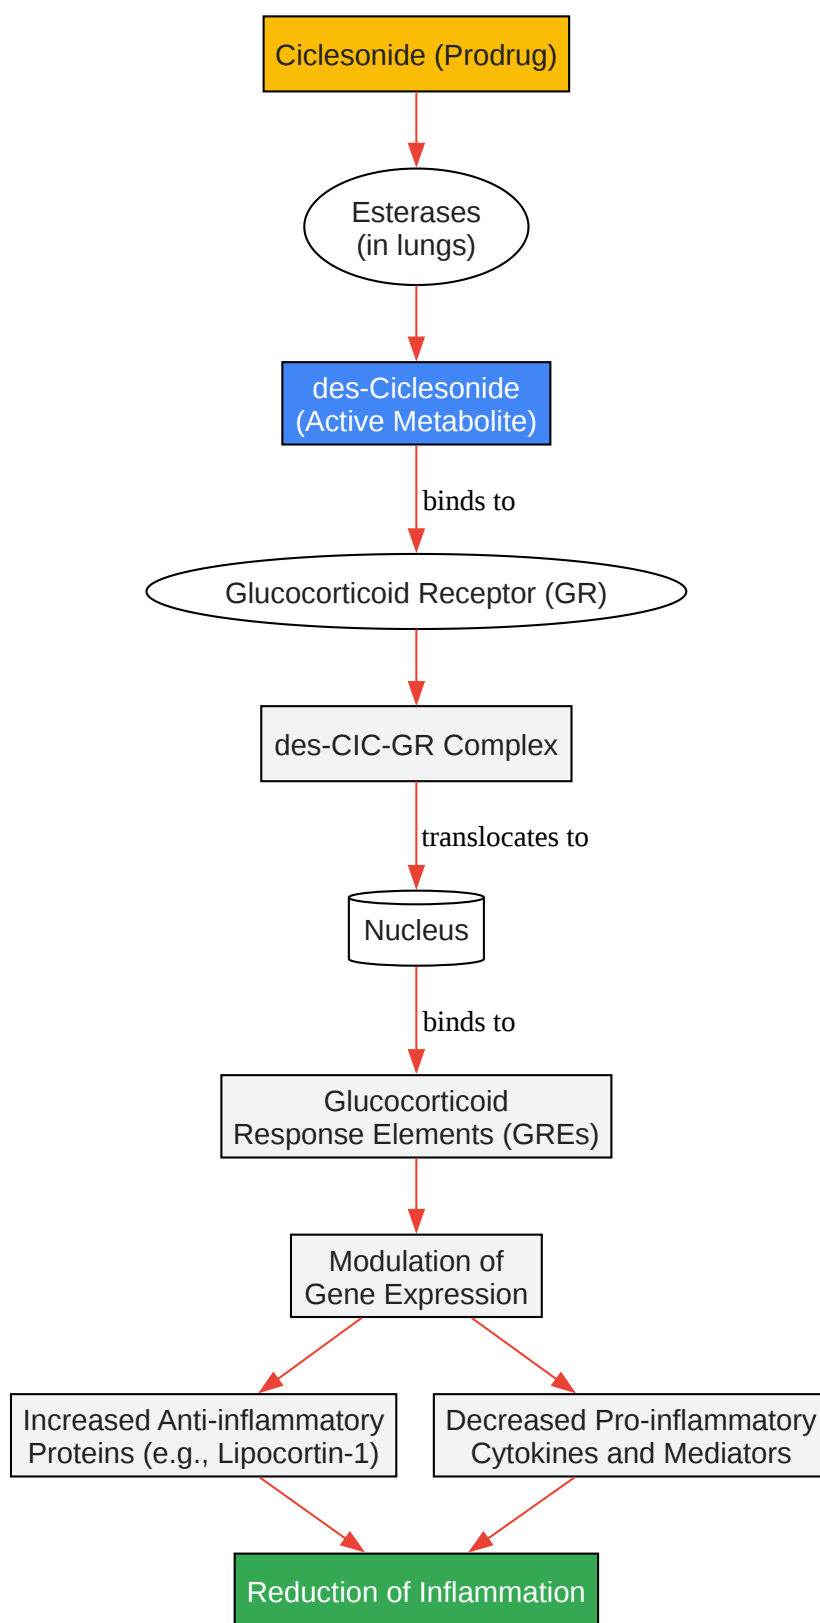 Ciclesonide (Prodrug)
Esterases
(in lungs)
des-Ciclesonide
(Active Metabolite)
binds to
Glucocorticoid Receptor (GR)
des-CIC-GR Complex
translocates to
Nucleus
binds to
Glucocorticoid
Response Elements (GREs)
Modulation of
Gene Expression
Increased Anti-inflammatory
Proteins (e.g., Lipocortin-1)
Decreased Pro-inflammatory
Cytokines and Mediators
Reduction of Inflammation